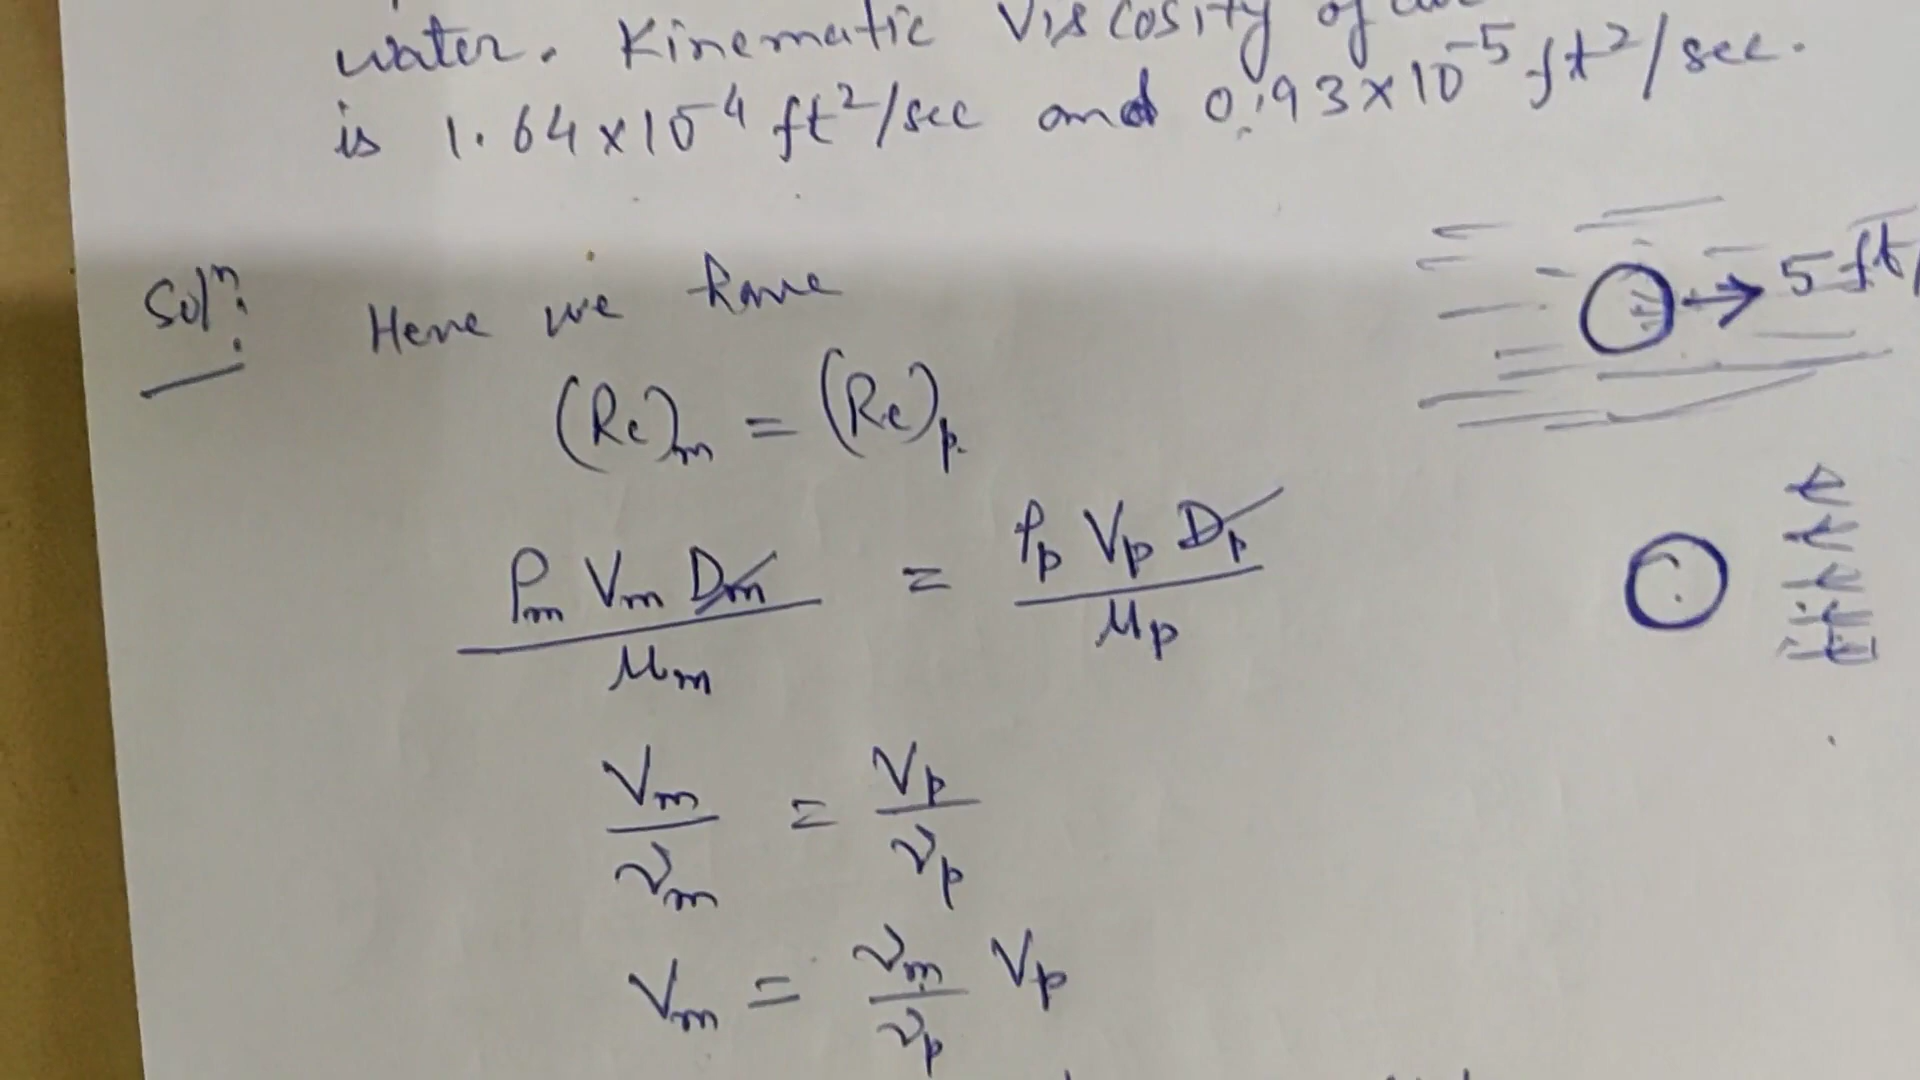 water. Kinematic Viscosity of
is 1.64×10⁻⁴ ft²/sec and 0.93×10⁻⁵ ft²/sec.
Solⁿ:
Here we have
5 ft/
(Re)m = (Re)p
ρm Vm Dm / μm = ρp Vp Dp / μp
Vm / νm = Vp / νp
Vm = νm / νp Vp